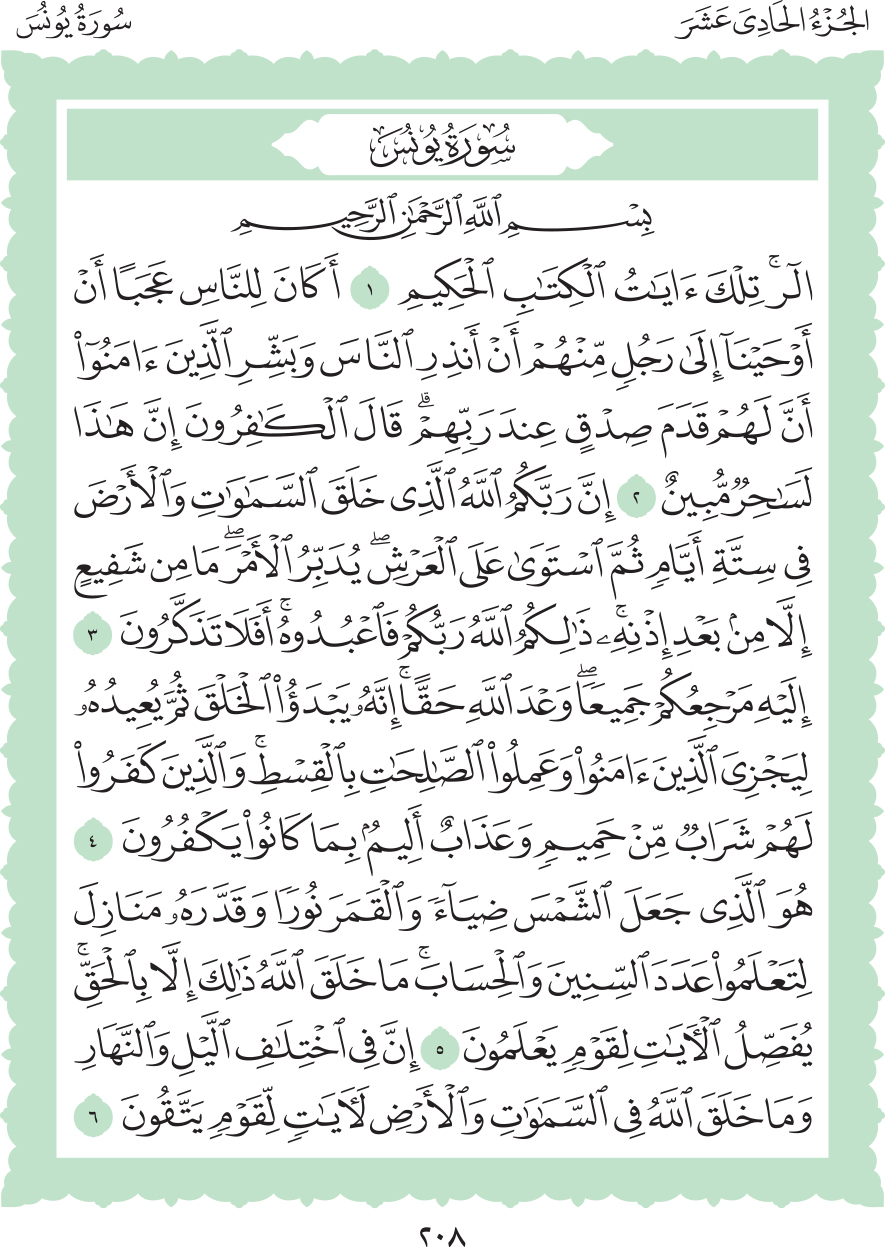 الجُزْءُ الحَادِىَ عَشَرَ
سُورَةُ يُونُسَ
سُورَةُ يُونُسَ
بِسْمِ ٱللَّهِ ٱلرَّحْمَٰنِ ٱلرَّحِيمِ
الٓرۚ تِلْكَ ءَايَٰتُ ٱلْكِتَٰبِ ٱلْحَكِيمِ ١ أَكَانَ لِلنَّاسِ عَجَبًا أَنْ
أَوْحَيْنَآ إِلَىٰ رَجُلٍ مِّنْهُمْ أَنْ أَنذِرِ ٱلنَّاسَ وَبَشِّرِ ٱلَّذِينَ ءَامَنُوٓا۟
أَنَّ لَهُمْ قَدَمَ صِدْقٍ عِندَ رَبِّهِمْۗ قَالَ ٱلْكَٰفِرُونَ إِنَّ هَٰذَا
لَسَٰحِرٌ مُّبِينٌ ٢ إِنَّ رَبَّكُمُ ٱللَّهُ ٱلَّذِى خَلَقَ ٱلسَّمَٰوَٰتِ وَٱلْأَرْضَ
فِى سِتَّةِ أَيَّامٍ ثُمَّ ٱسْتَوَىٰ عَلَى ٱلْعَرْشِۖ يُدَبِّرُ ٱلْأَمْرَۖ مَا مِن شَفِيعٍ
إِلَّا مِنۢ بَعْدِ إِذْنِهِۦۚ ذَٰلِكُمُ ٱللَّهُ رَبُّكُمْ فَٱعْبُدُوهُۚ أَفَلَا تَذَكَّرُونَ ٣
إِلَيْهِ مَرْجِعُكُمْ جَمِيعًاۖ وَعْدَ ٱللَّهِ حَقًّاۚ إِنَّهُۥ يَبْدَؤُا۟ ٱلْخَلْقَ ثُمَّ يُعِيدُهُۥ
لِيَجْزِىَ ٱلَّذِينَ ءَامَنُوا۟ وَعَمِلُوا۟ ٱلصَّٰلِحَٰتِ بِٱلْقِسْطِۚ وَٱلَّذِينَ كَفَرُوا۟
لَهُمْ شَرَابٌ مِّنْ حَمِيمٍ وَعَذَابٌ أَلِيمٌۢ بِمَا كَانُوا۟ يَكْفُرُونَ ٤
هُوَ ٱلَّذِى جَعَلَ ٱلشَّمْسَ ضِيَآءً وَٱلْقَمَرَ نُورًا وَقَدَّرَهُۥ مَنَازِلَ
لِتَعْلَمُوا۟ عَدَدَ ٱلسِّنِينَ وَٱلْحِسَابَۚ مَا خَلَقَ ٱللَّهُ ذَٰلِكَ إِلَّا بِٱلْحَقِّۚ
يُفَصِّلُ ٱلْءَايَٰتِ لِقَوْمٍ يَعْلَمُونَ ٥ إِنَّ فِى ٱخْتِلَٰفِ ٱلَّيْلِ وَٱلنَّهَارِ
وَمَا خَلَقَ ٱللَّهُ فِى ٱلسَّمَٰوَٰتِ وَٱلْأَرْضِ لَءَايَٰتٍ لِّقَوْمٍ يَتَّقُونَ ٦
٢٠٨